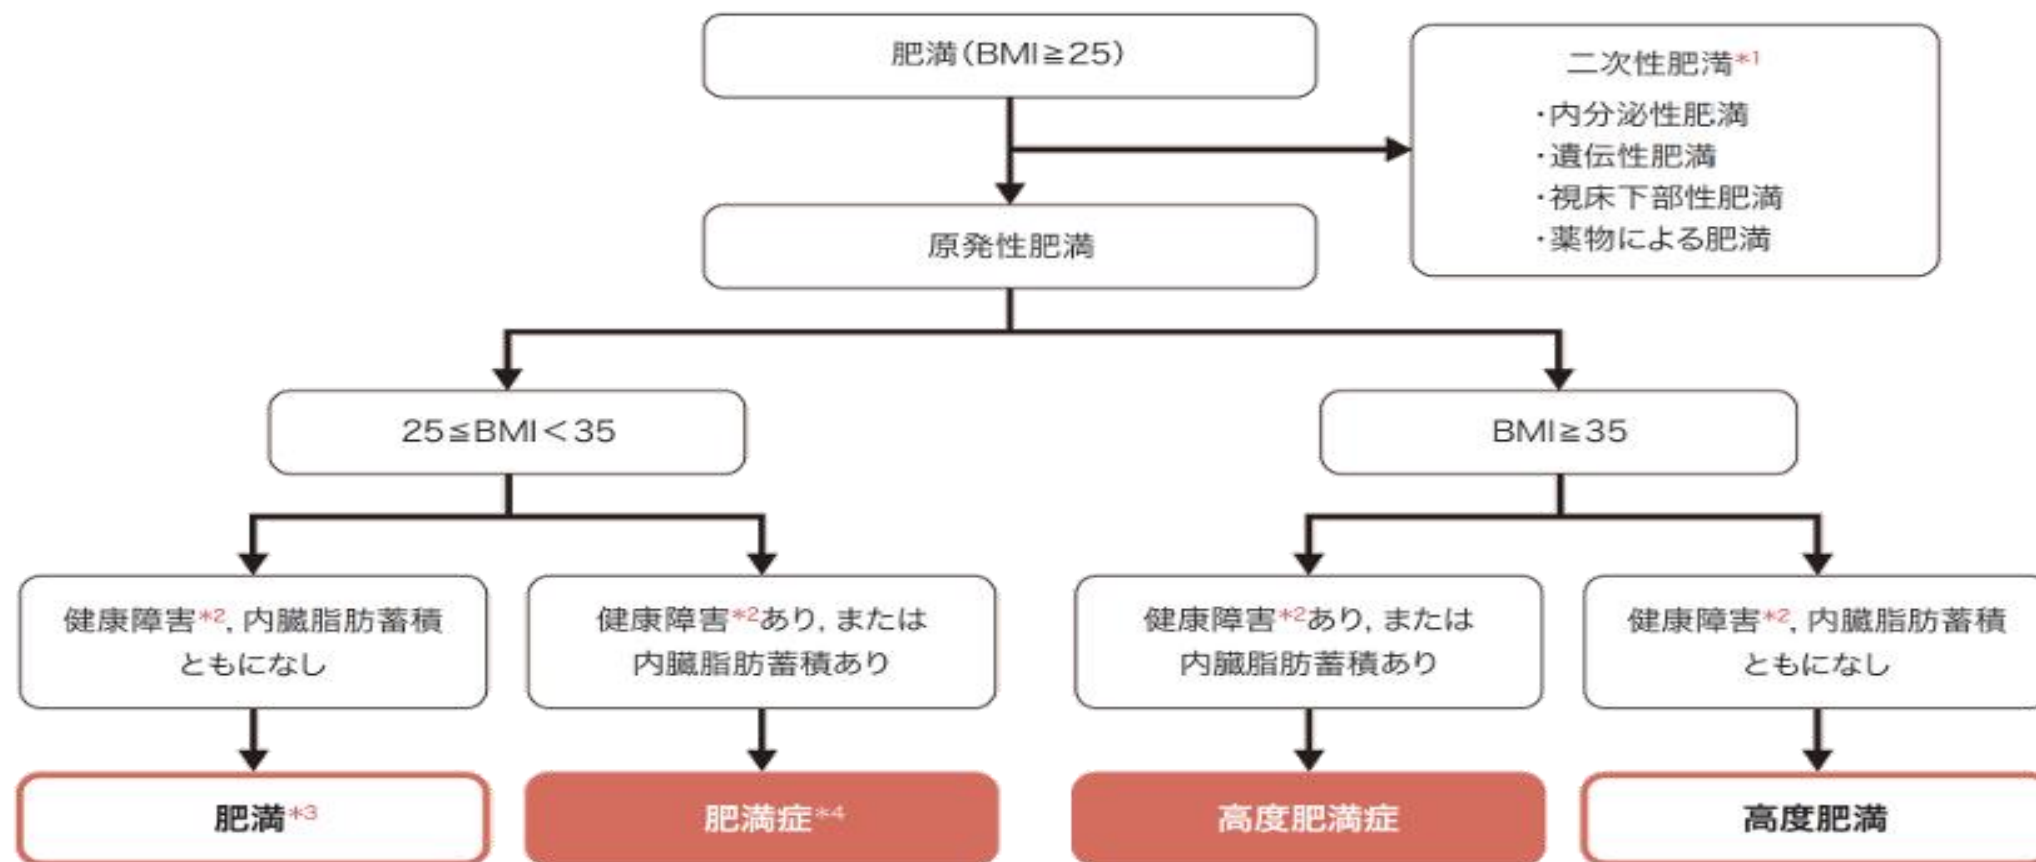 肥満（BMI≧25）
二次性肥満*1
・内分泌性肥満
・遺伝性肥満
・視床下部性肥満
・薬物による肥満
原発性肥満
25≦BMI＜35
BMI≧35
健康障害*2, 内臓脂肪蓄積
ともになし
健康障害*2あり, または
内臓脂肪蓄積あり
健康障害*2あり, または
内臓脂肪蓄積あり
健康障害*2, 内臓脂肪蓄積
ともになし
肥満*3
肥満症*4
高度肥満症
高度肥満